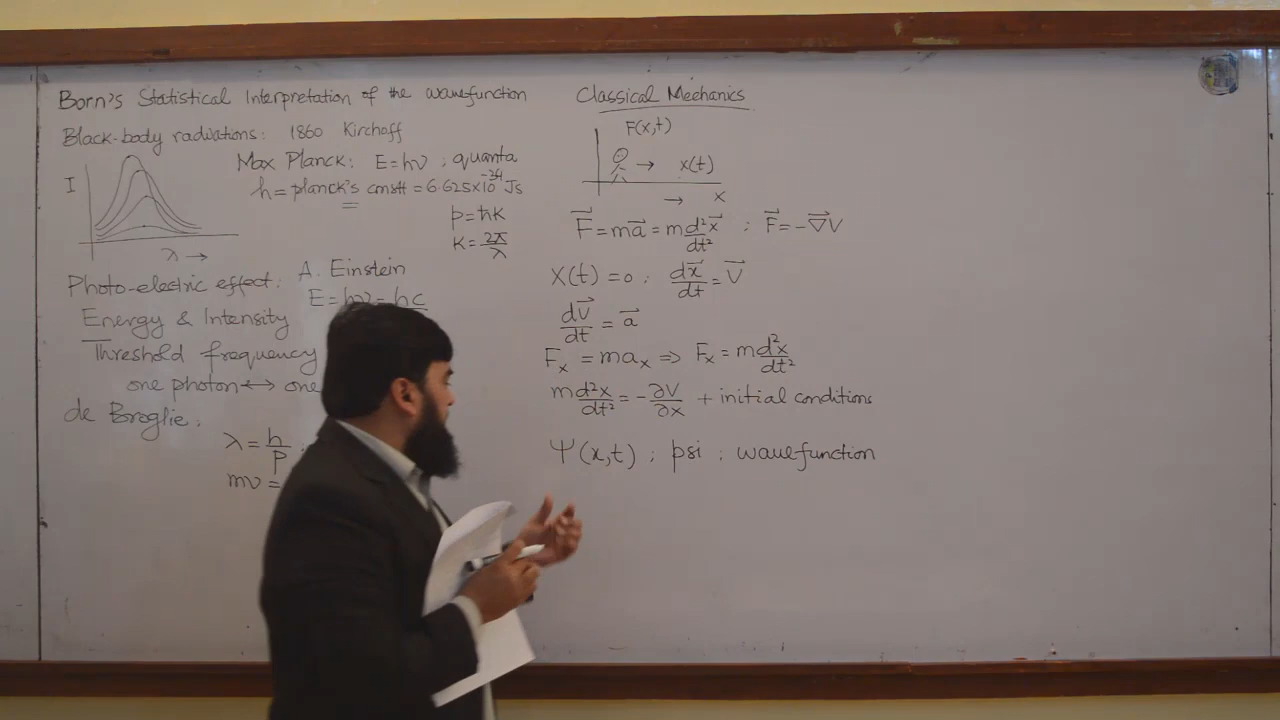 Born's Statistical Interpretation of the wavefunction
Black-body radiations: 1860 Kirchoff
Max Planck: E=hν ; quanta
h = planck's constt = 6.625×10⁻³⁴ Js
I
λ →
p=ħK
K = 2π/λ
Photo-electric effect: A. Einstein
E = hν = hc
Energy & Intensity
Threshold frequency
one photon ↔ one
de Broglie:
λ = h/p ;
mν =
Classical Mechanics
F(x,t)
→ x(t)
→ x
F⃗ = ma⃗ = m d²x⃗/dt² ; F⃗ = -∇⃗V
X(t) = 0 ; dx⃗/dt = V⃗
dV⃗/dt = a⃗
Fₓ = maₓ ⇒ Fₓ = m d²x/dt²
m d²x/dt² = -∂V/∂x + initial conditions
Ψ(x,t) ; psi : wavefunction